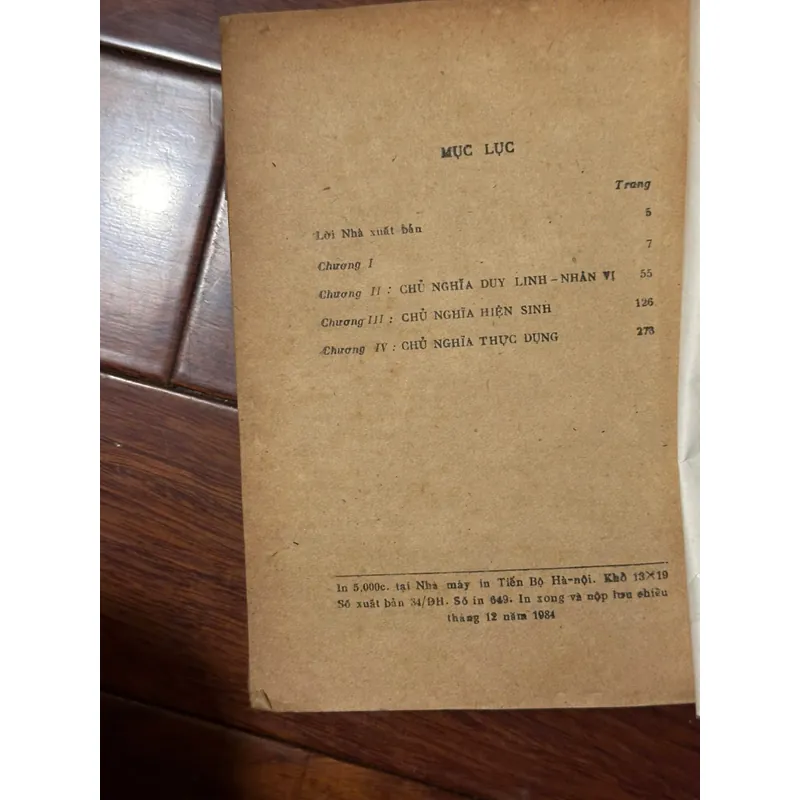 MỤC LỤC
Trang
Lời Nhà xuất bản 5
Chương I 7
Chương II : CHỦ NGHĨA DUY LINH – NHÂN VỊ 55
Chương III : CHỦ NGHĨA HIỆN SINH 126
Chương IV : CHỦ NGHĨA THỰC DỤNG 273
In 5,000c. tại Nhà máy in Tiến Bộ Hà-nội. Khổ 13×19
Số xuất bản 34/ĐH. Số in 649. In xong và nộp lưu chiều
tháng 12 năm 1984